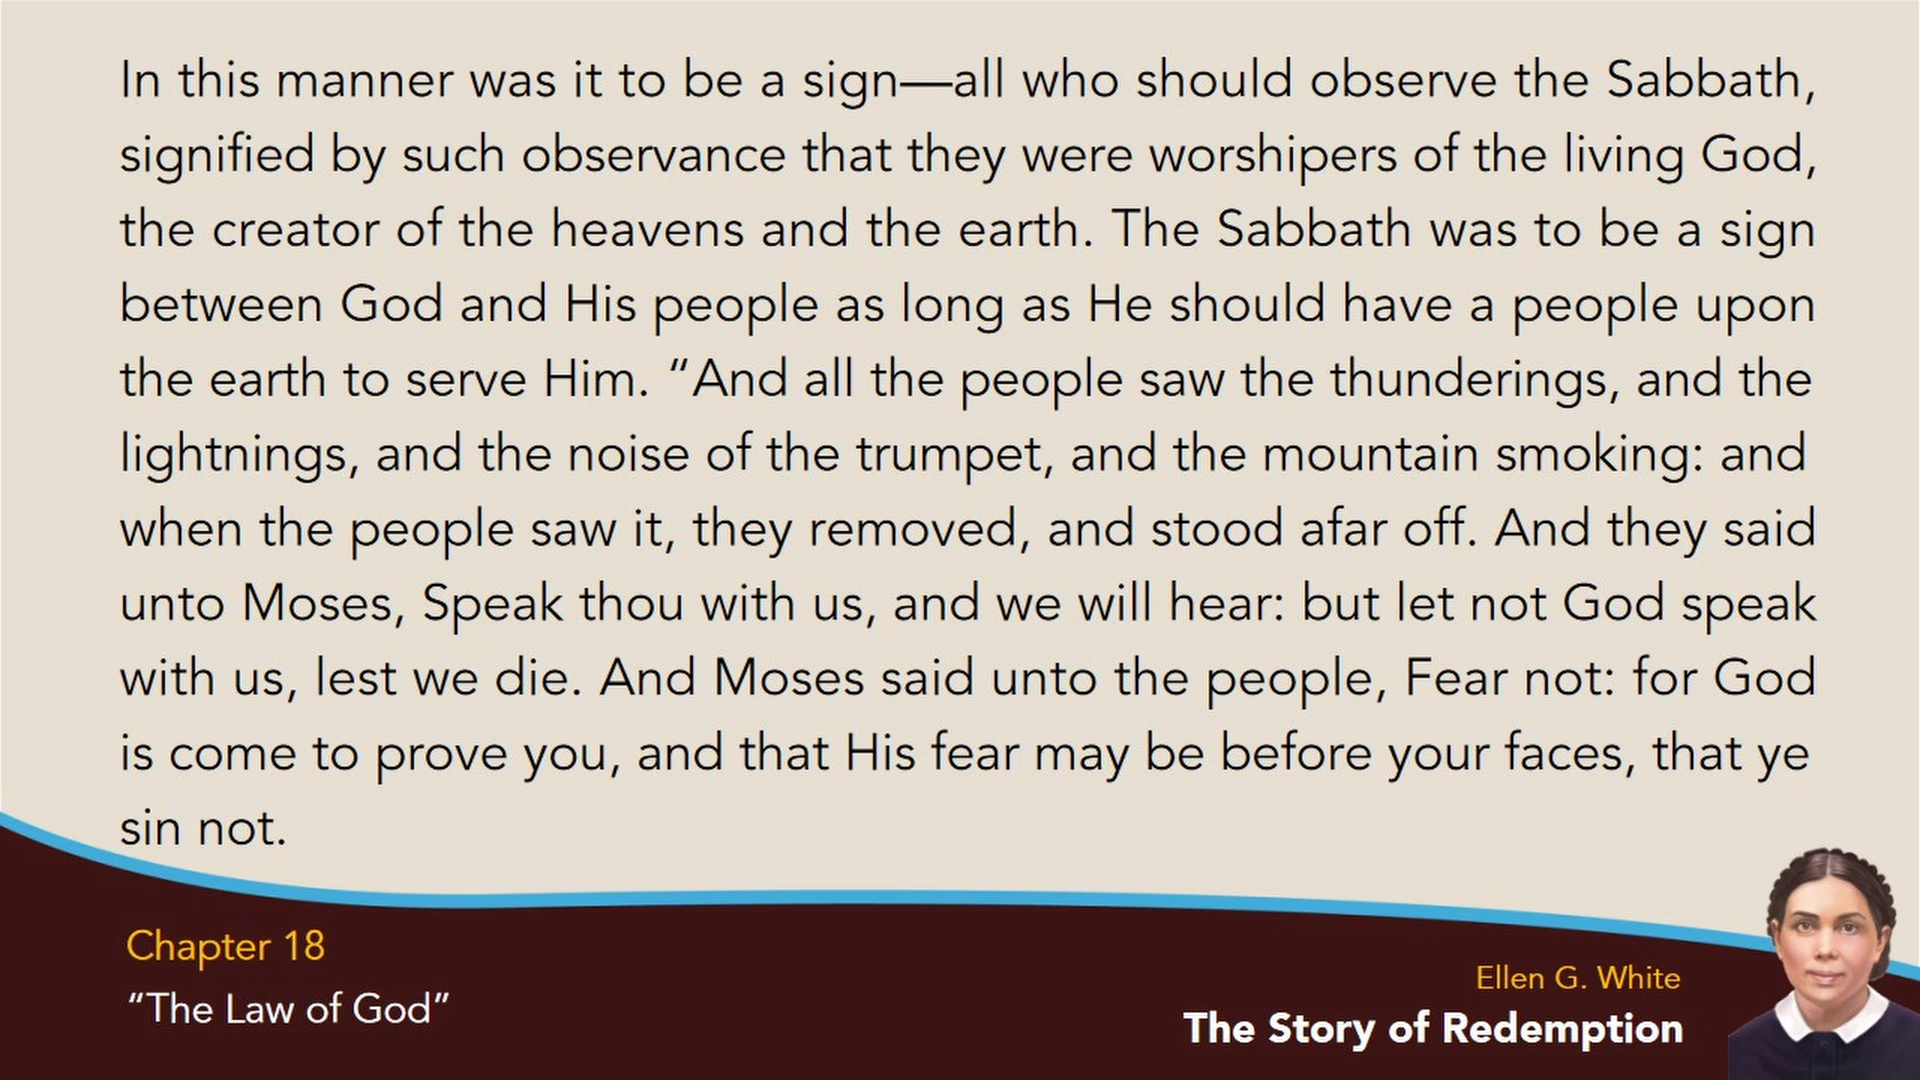 In this manner was it to be a sign—all who should observe the Sabbath,
signified by such observance that they were worshipers of the living God,
the creator of the heavens and the earth. The Sabbath was to be a sign
between God and His people as long as He should have a people upon
the earth to serve Him. “And all the people saw the thunderings, and the
lightnings, and the noise of the trumpet, and the mountain smoking: and
when the people saw it, they removed, and stood afar off. And they said
unto Moses, Speak thou with us, and we will hear: but let not God speak
with us, lest we die. And Moses said unto the people, Fear not: for God
is come to prove you, and that His fear may be before your faces, that ye
sin not.
Chapter 18
“The Law of God”
Ellen G. White
The Story of Redemption